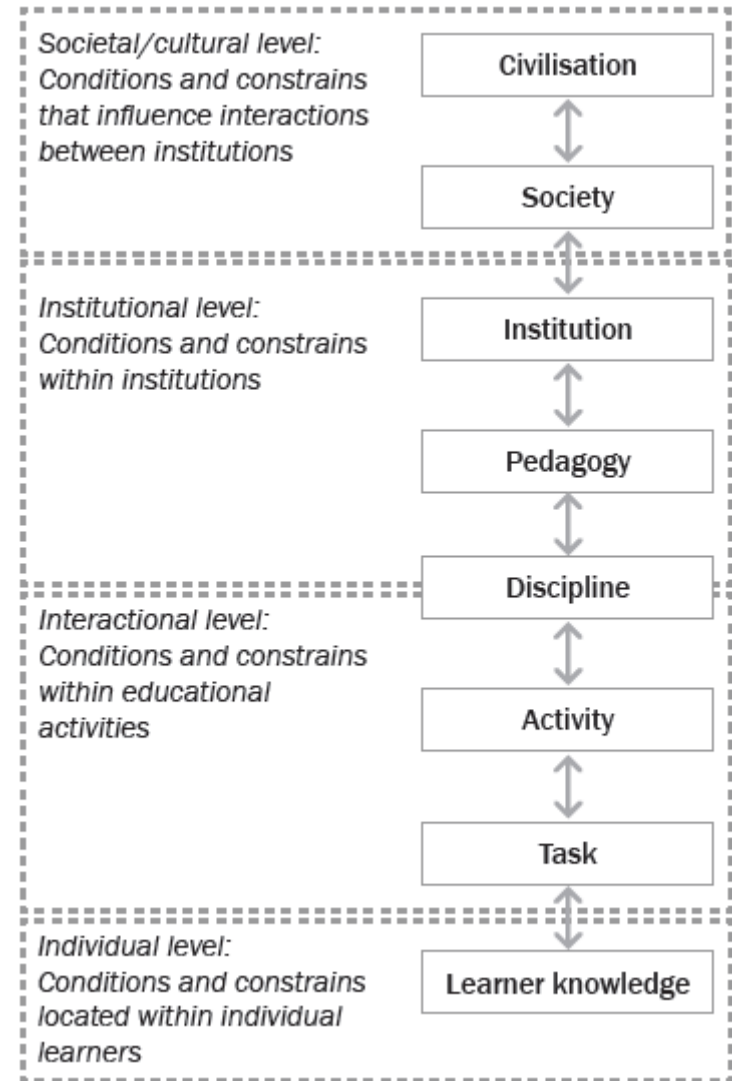 Societal/cultural level:
Conditions and constrains
that influence interactions
between institutions
Civilisation
Society
Institutional level:
Conditions and constrains
within institutions
Institution
Pedagogy
Discipline
Interactional level:
Conditions and constrains
within educational
activities
Activity
Task
Individual level:
Conditions and constrains
located within individual
learners
Learner knowledge